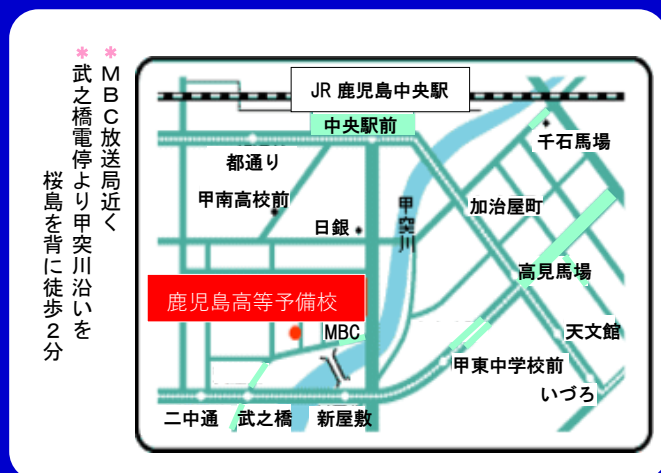 *MBC放送局近く
*武之橋電停より甲突川沿いを
桜島を背に徒歩2分
JR 鹿児島中央駅
中央駅前
都通り
千石馬場
甲南高校前
日銀
甲突川
加治屋町
高見馬場
鹿児島高等予備校
MBC
天文館
甲東中学校前
いづろ
二中通
武之橋
新屋敷